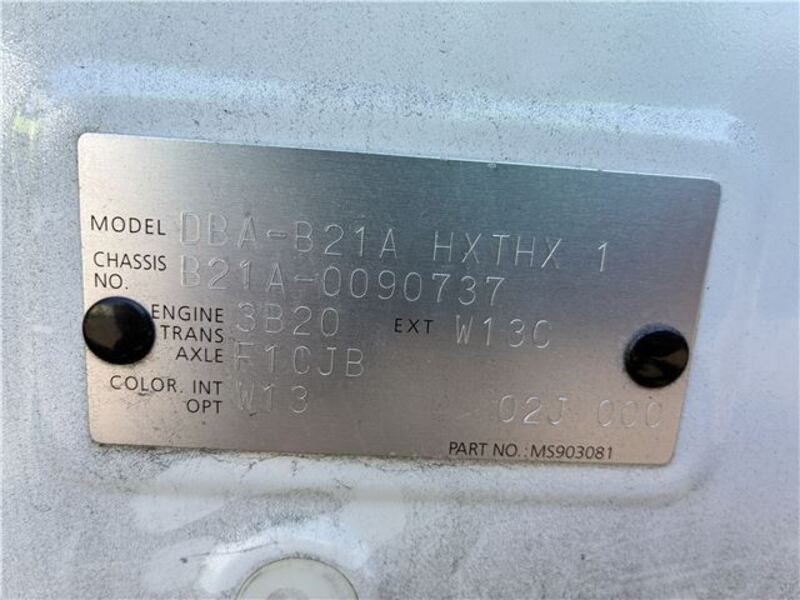 MODEL DBA-B21A HXTHX 1
CHASSIS NO. B21A-0090737
ENGINE 3B20 EXT W13C
TRANS AXLE F1CJB
COLOR. INT W13
OPT 02J 000
PART NO.: MS903081